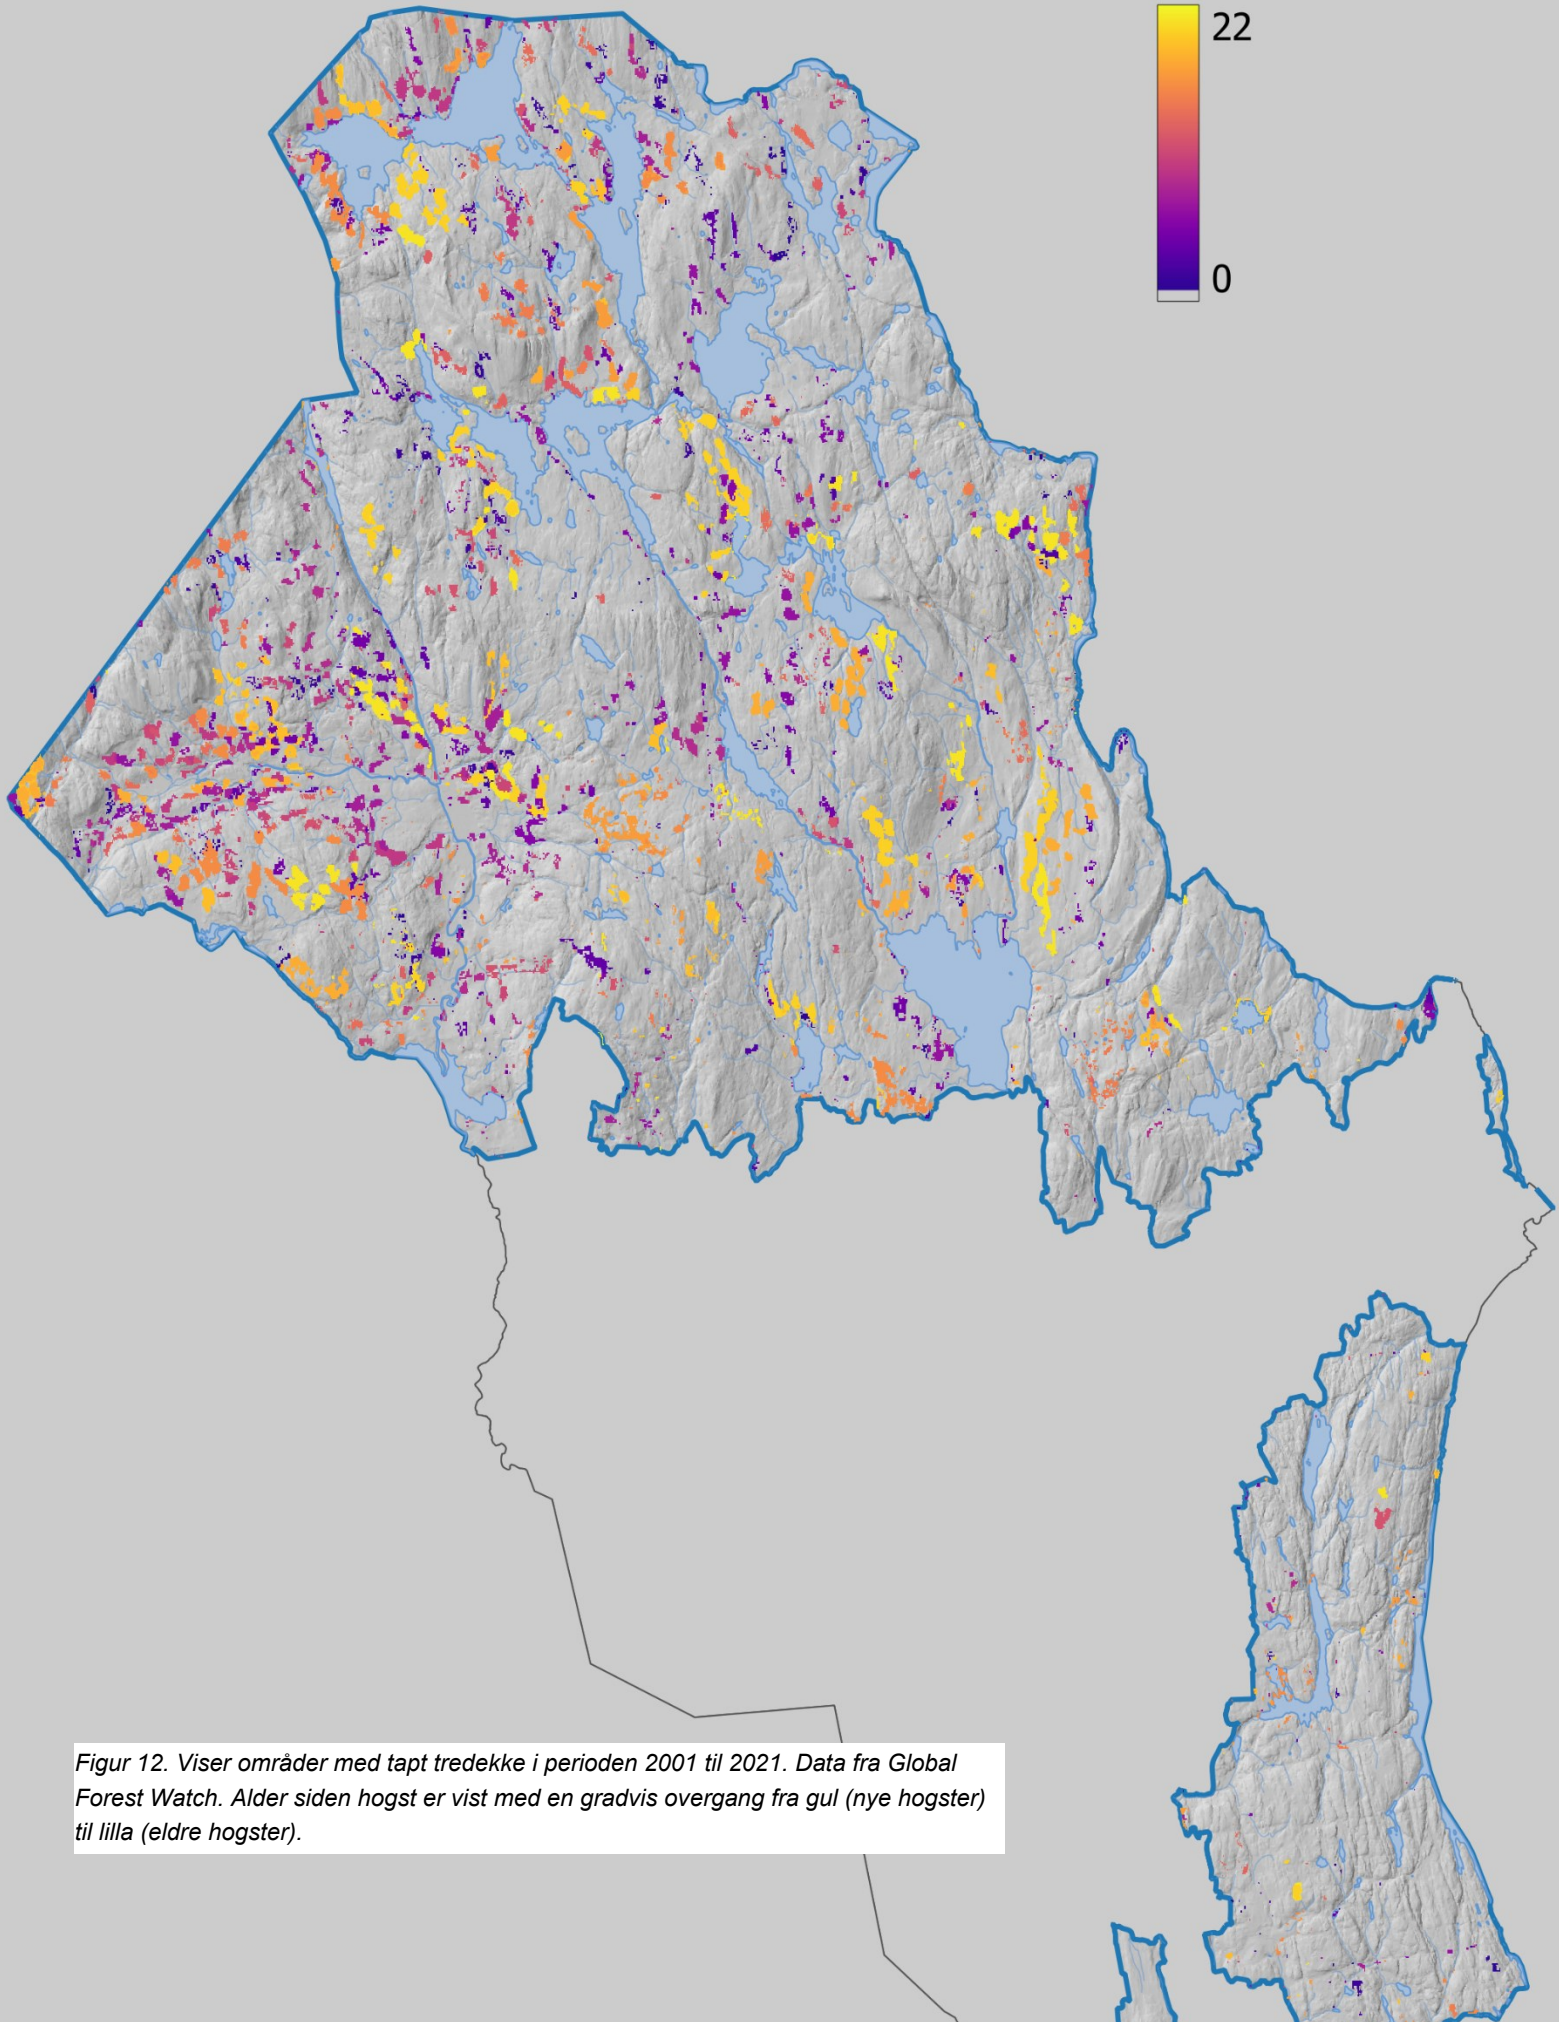 22
0
Figur 12. Viser områder med tapt tredekke i perioden 2001 til 2021. Data fra Global
Forest Watch. Alder siden hogst er vist med en gradvis overgang fra gul (nye hogster)
til lilla (eldre hogster).